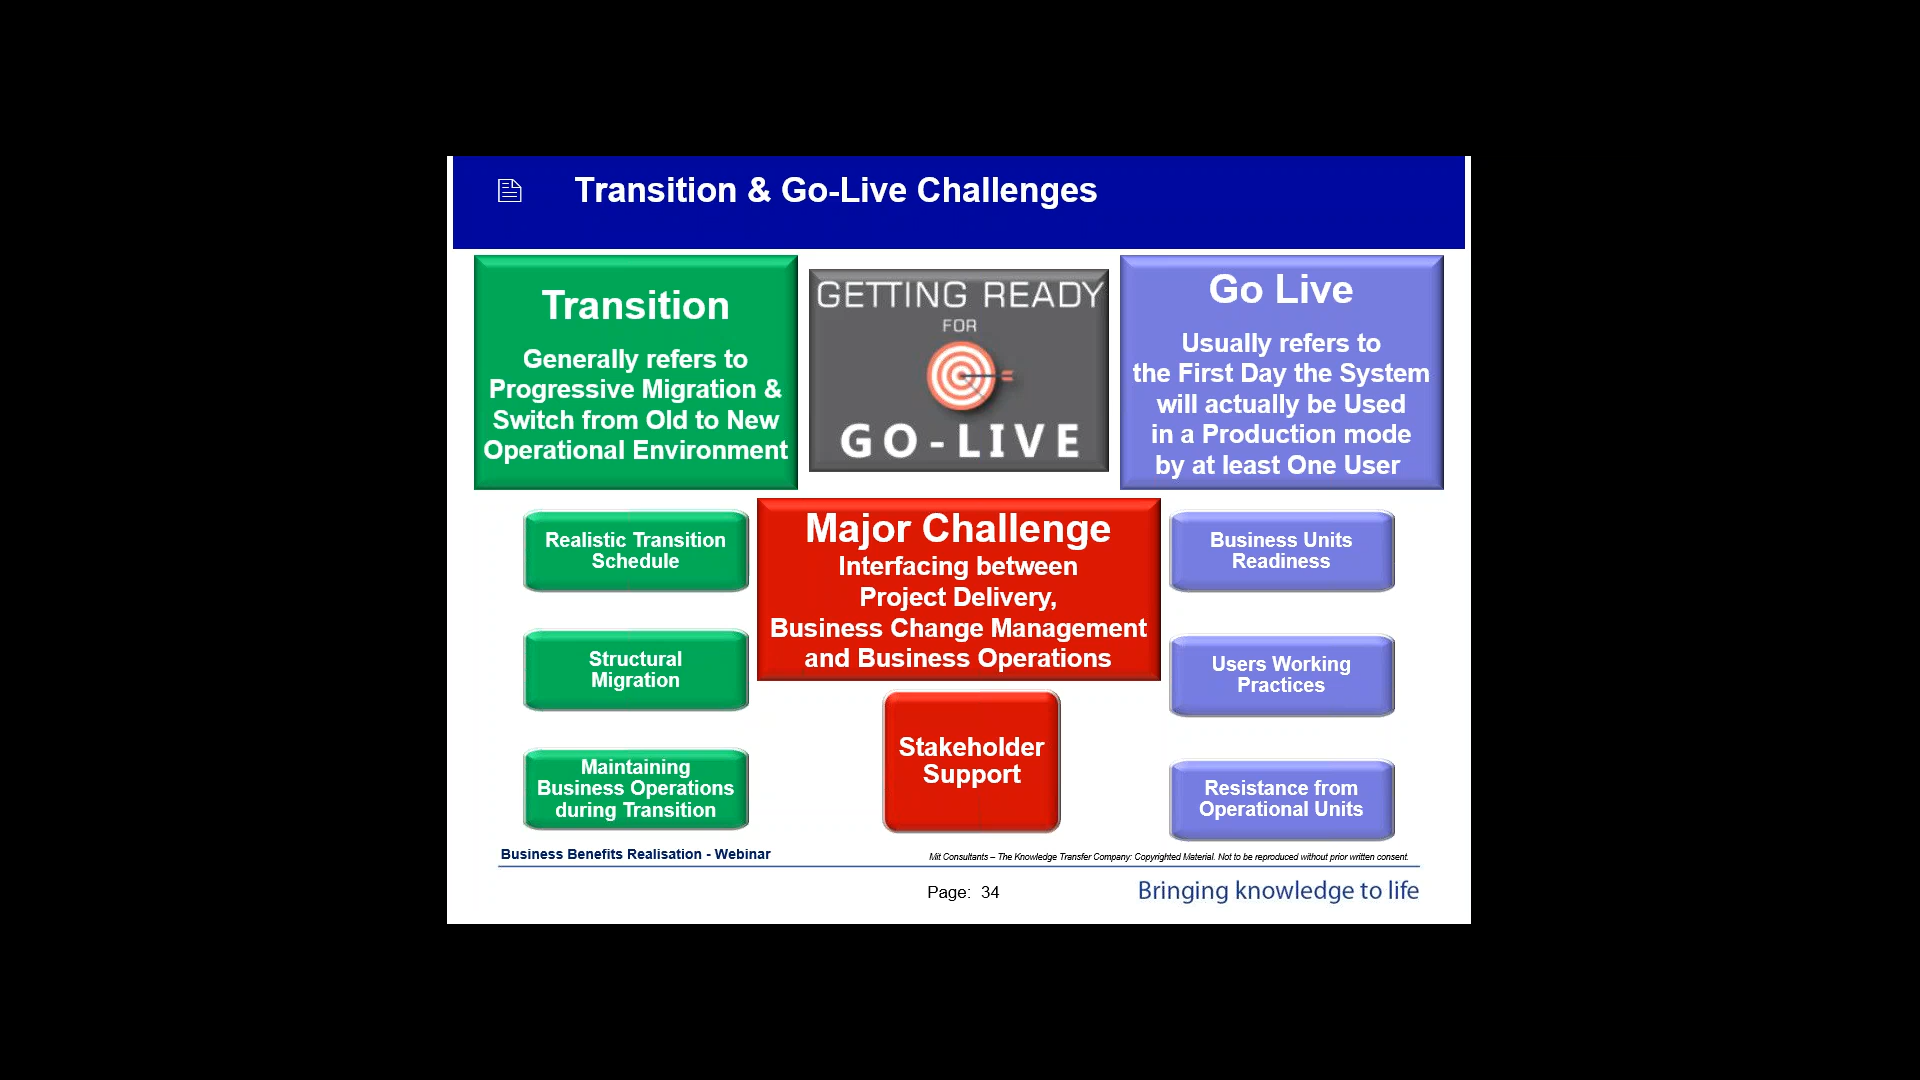 Transition & Go-Live Challenges
Transition
Generally refers to
Progressive Migration &
Switch from Old to New
Operational Environment
GETTING READY
FOR
GO-LIVE
Go Live
Usually refers to
the First Day the System
will actually be Used
in a Production mode
by at least One User
Realistic Transition
Schedule
Structural
Migration
Maintaining
Business Operations
during Transition
Major Challenge
Interfacing between
Project Delivery,
Business Change Management
and Business Operations
Stakeholder
Support
Business Units
Readiness
Users Working
Practices
Resistance from
Operational Units
Business Benefits Realisation - Webinar
Mit Consultants – The Knowledge Transfer Company: Copyrighted Material. Not to be reproduced without prior written consent.
Page: 34
Bringing knowledge to life